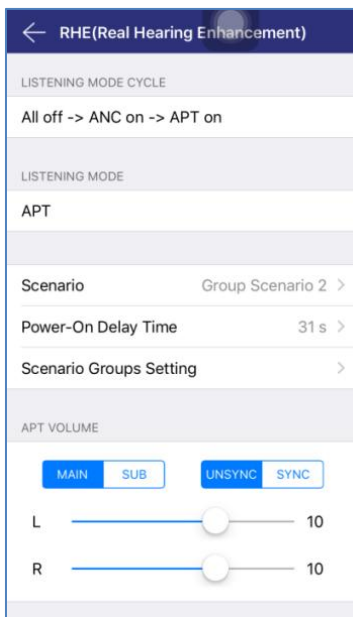 RHE(Real Hearing Enhancement)
LISTENING MODE CYCLE
All off -> ANC on -> APT on
LISTENING MODE
APT
Scenario Group Scenario 2 >
Power-On Delay Time 31 s >
Scenario Groups Setting >
APT VOLUME
MAIN SUB UNSYNC SYNC
L 10
R 10